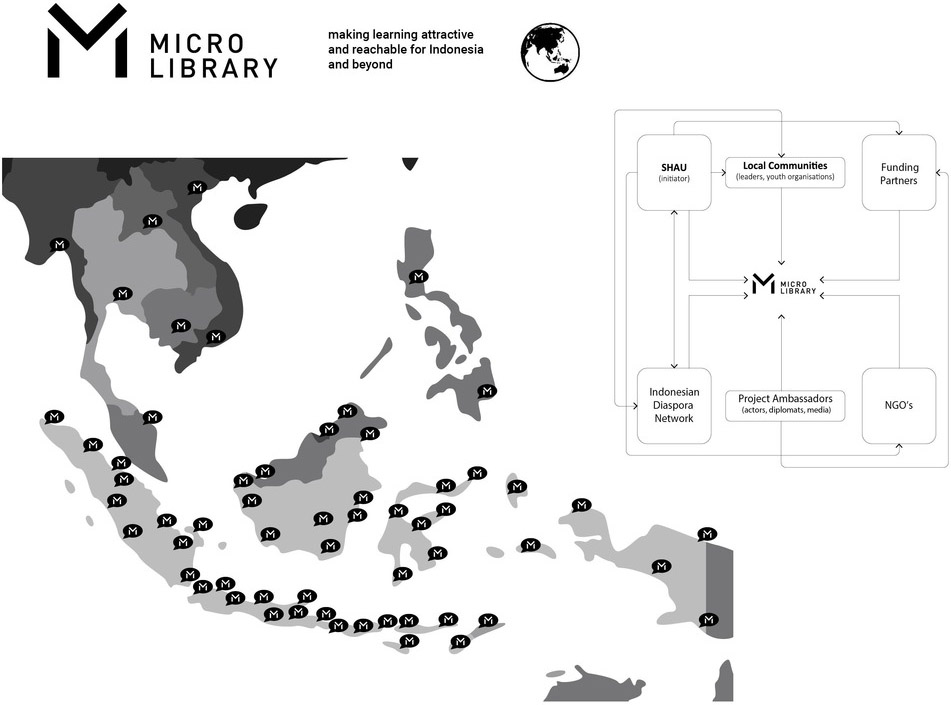 MICRO
LIBRARY
making learning attractive
and reachable for Indonesia
and beyond
SHAU
(initiator)
Local Communities
(leaders, youth organisations)
Funding
Partners
MICRO
LIBRARY
Indonesian
Diaspora
Network
Project Ambassadors
(actors, diplomats, media)
NGO's